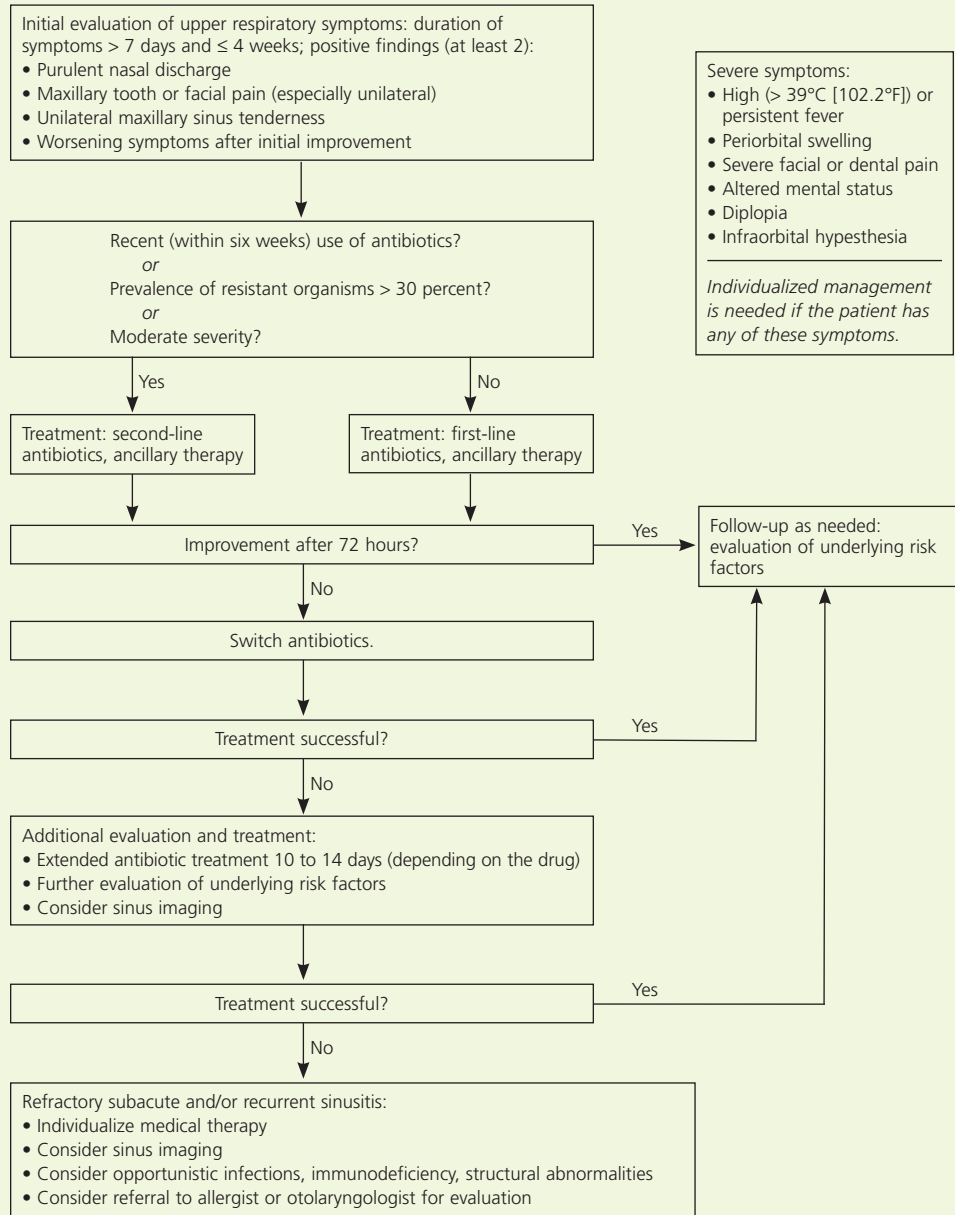 Initial evaluation of upper respiratory symptoms: duration of
symptoms > 7 days and ≤ 4 weeks; positive findings (at least 2):
• Purulent nasal discharge
• Maxillary tooth or facial pain (especially unilateral)
• Unilateral maxillary sinus tenderness
• Worsening symptoms after initial improvement
Severe symptoms:
• High (> 39°C [102.2°F]) or
persistent fever
• Periorbital swelling
• Severe facial or dental pain
• Altered mental status
• Diplopia
• Infraorbital hypesthesia
Individualized management
is needed if the patient has
any of these symptoms.
Recent (within six weeks) use of antibiotics?
or
Prevalence of resistant organisms > 30 percent?
or
Moderate severity?
Yes
No
Treatment: second-line
antibiotics, ancillary therapy
Treatment: first-line
antibiotics, ancillary therapy
Improvement after 72 hours?
Yes
Follow-up as needed:
evaluation of underlying risk
factors
No
Switch antibiotics.
Treatment successful?
Yes
No
Additional evaluation and treatment:
• Extended antibiotic treatment 10 to 14 days (depending on the drug)
• Further evaluation of underlying risk factors
• Consider sinus imaging
Treatment successful?
Yes
No
Refractory subacute and/or recurrent sinusitis:
• Individualize medical therapy
• Consider sinus imaging
• Consider opportunistic infections, immunodeficiency, structural abnormalities
• Consider referral to allergist or otolaryngologist for evaluation